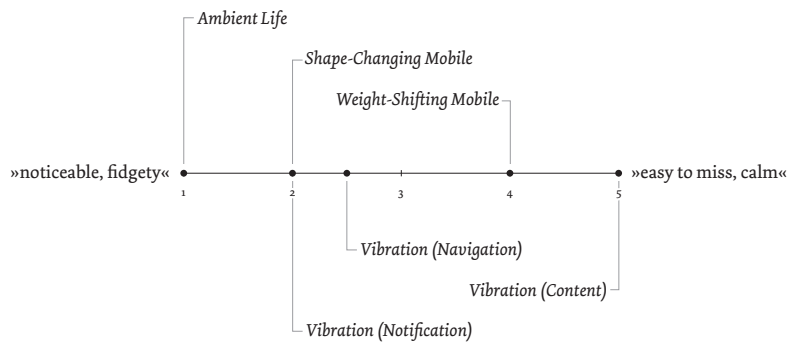 Ambient Life
Shape-Changing Mobile
Weight-Shifting Mobile
»noticeable, fidgety« »easy to miss, calm«
1 2 3 4 5
Vibration (Navigation)
Vibration (Content)
Vibration (Notification)